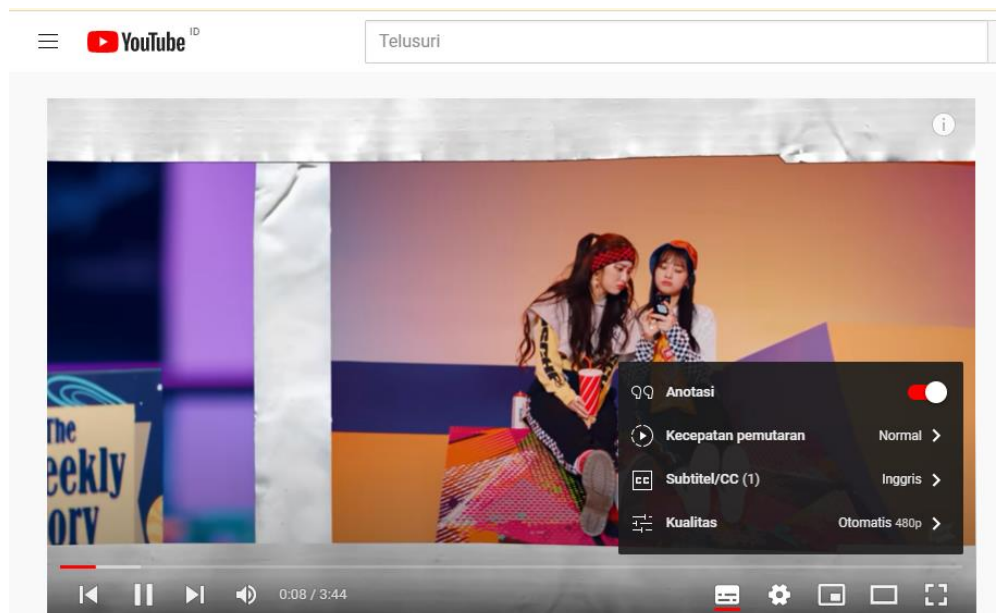 YouTube ID
Telusuri
The
eekly
ory
Anotasi
Kecepatan pemutaran Normal
Subtitel/CC (1) Inggris
Kualitas Otomatis 480p
0:08 / 3:44